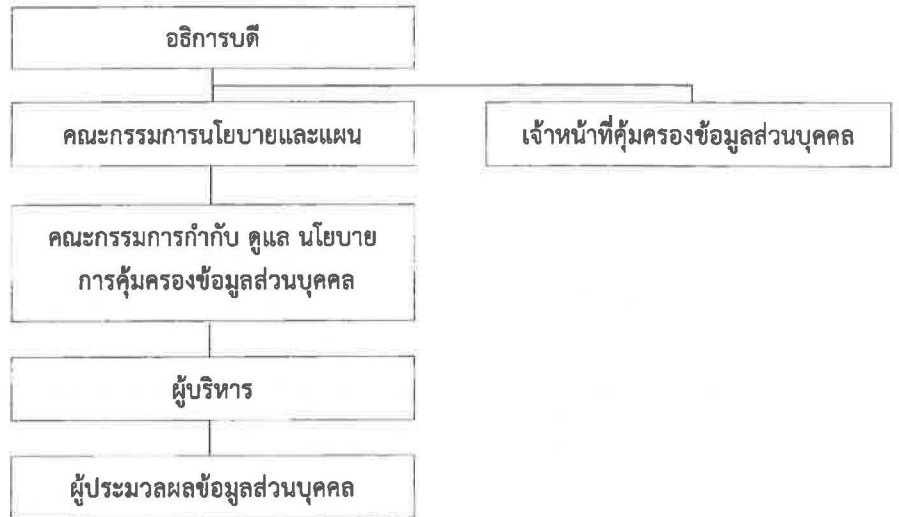 อธิการบดี
คณะกรรมการนโยบายและแผน
เจ้าหน้าที่คุ้มครองข้อมูลส่วนบุคคล
คณะกรรมการกำกับ ดูแล นโยบาย
การคุ้มครองข้อมูลส่วนบุคคล
ผู้บริหาร
ผู้ประมวลผลข้อมูลส่วนบุคคล